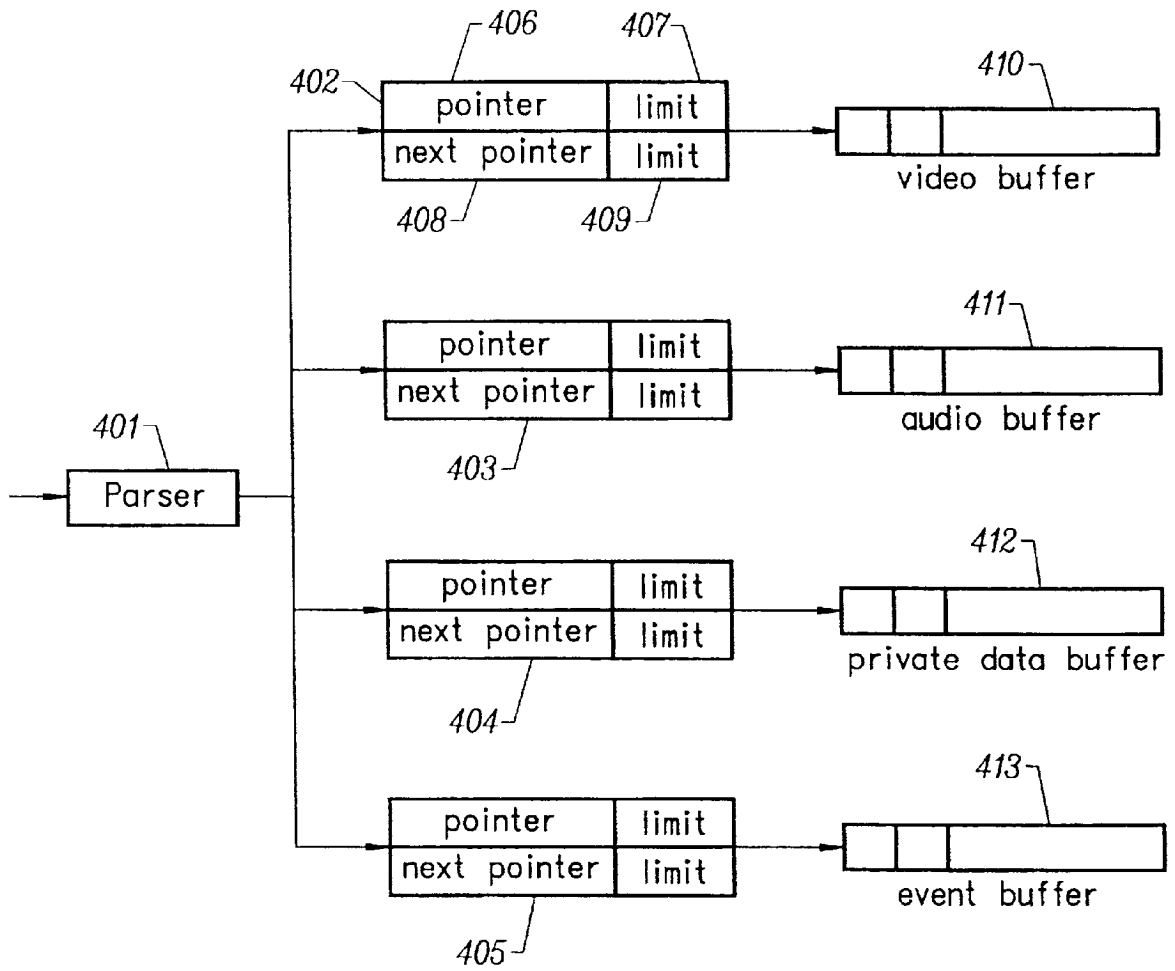 406
407
402
410
pointer limit
next pointer limit
video buffer
408
409
411
pointer limit
next pointer limit
audio buffer
401
403
Parser
412
pointer limit
next pointer limit
private data buffer
404
413
pointer limit
next pointer limit
event buffer
405